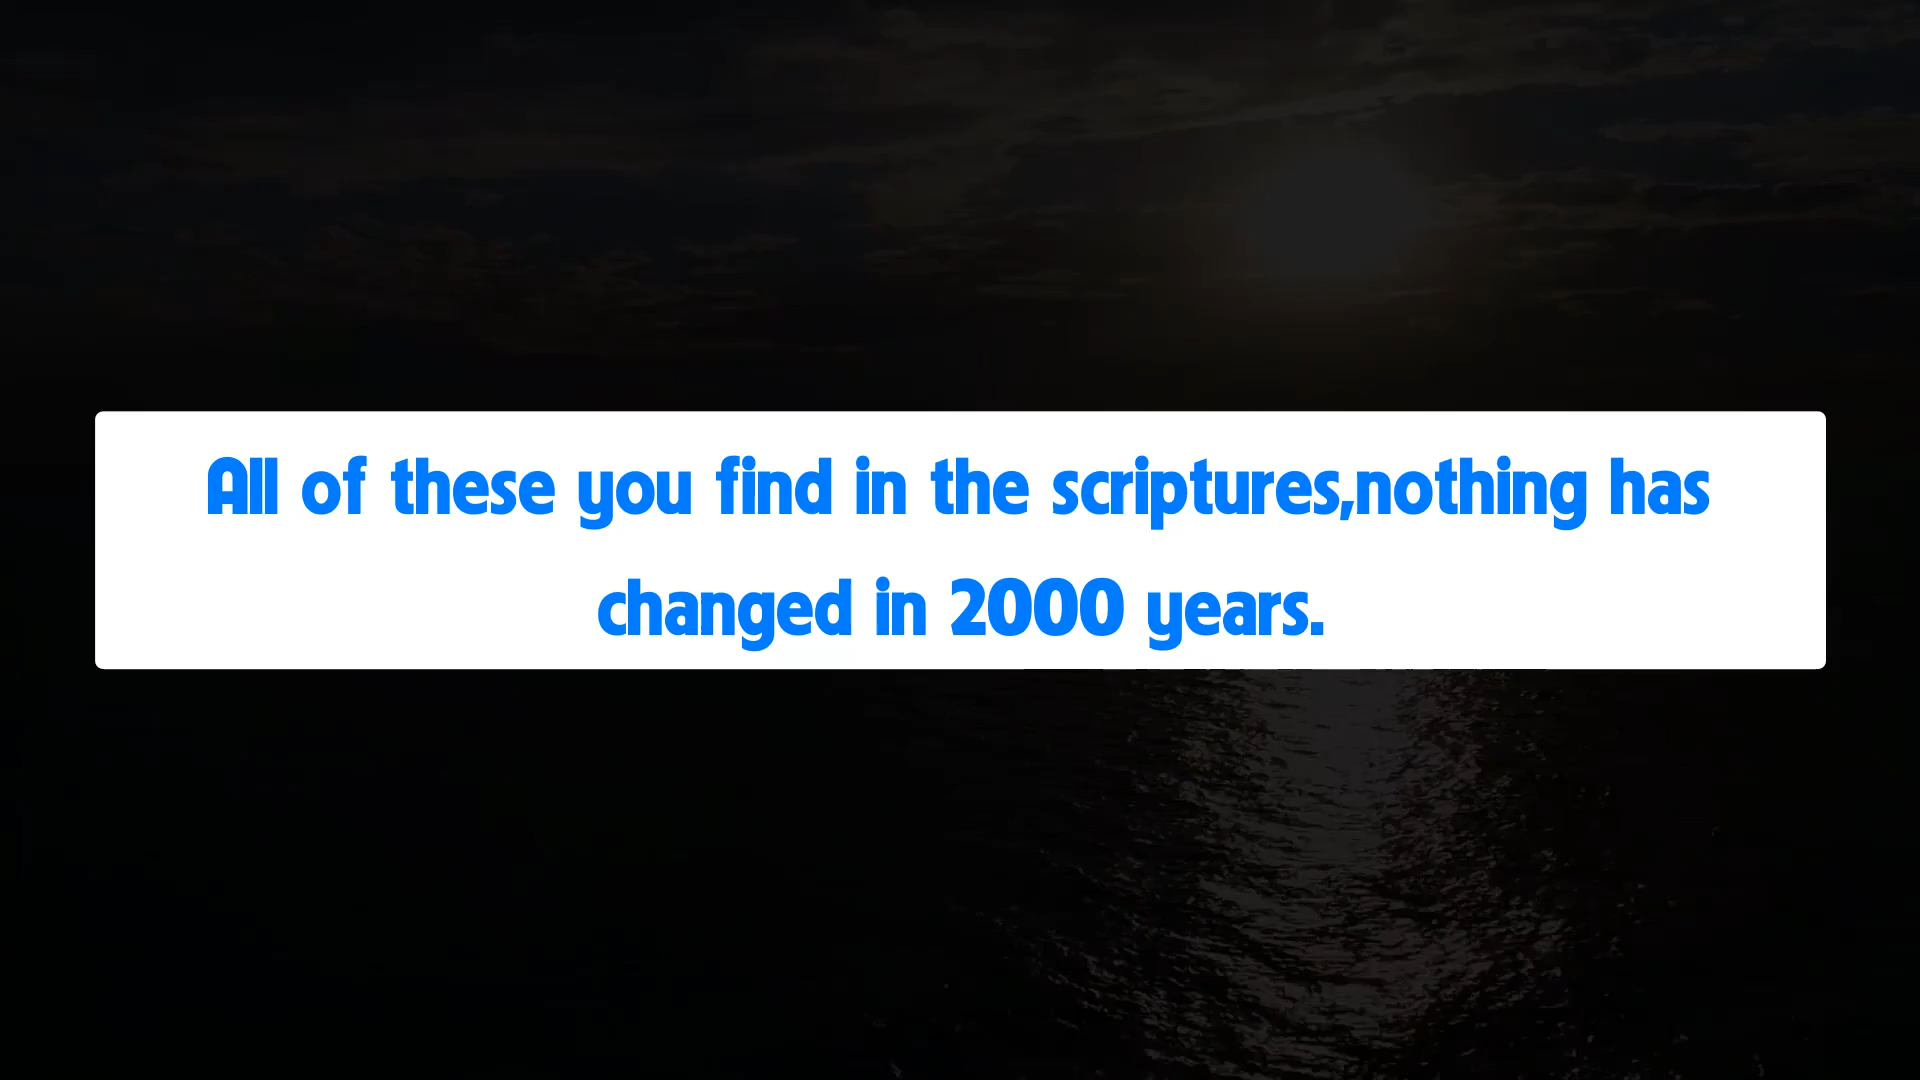 All of these you find in the scriptures,nothing has
changed in 2000 years.